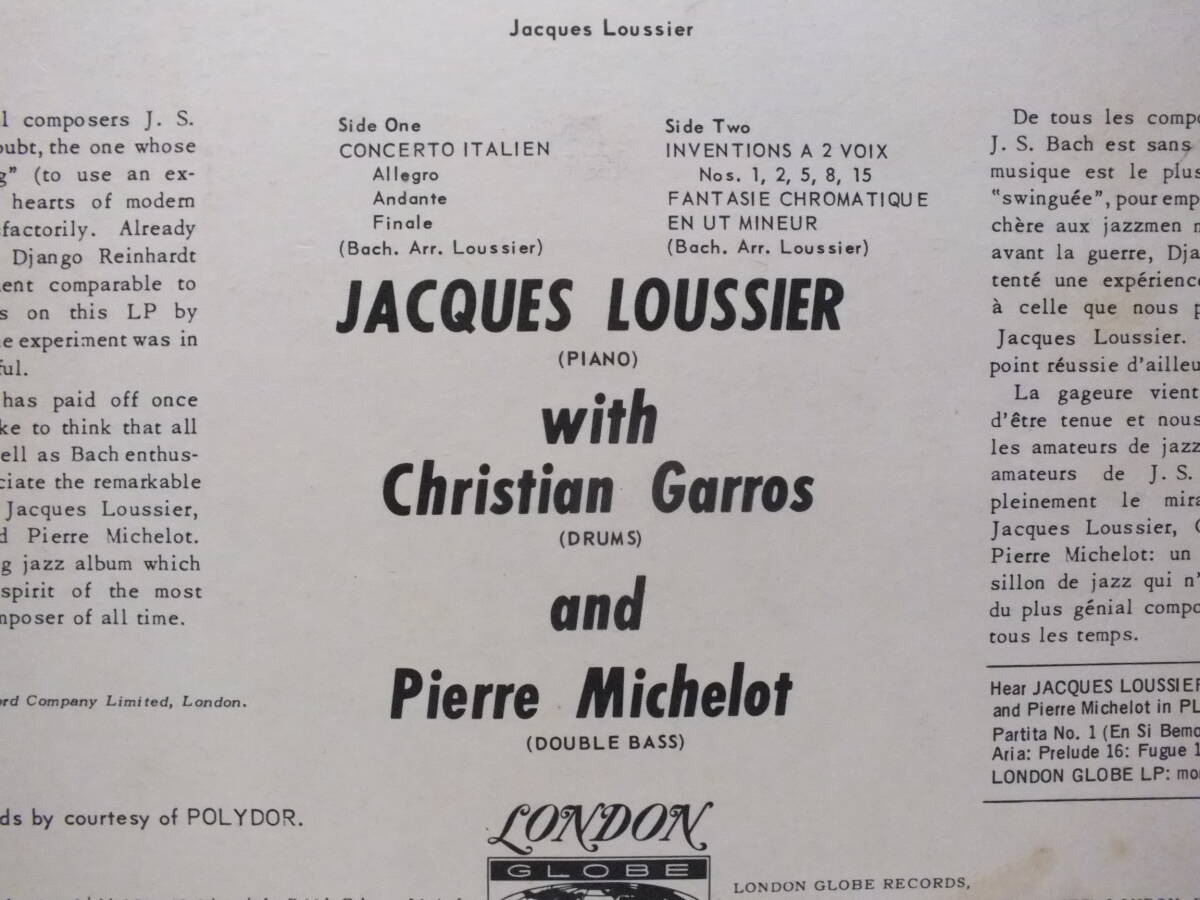 Jacques Loussier
l composers J. S.
oubt, the one whose
g" (to use an ex-
hearts of modern
factorily. Already
Django Reinhardt
ment comparable to
s on this LP by
e experiment was in
ful.
has paid off once
ke to think that all
ell as Bach enthus-
ciate the remarkable
Jacques Loussier,
d Pierre Michelot.
g jazz album which
spirit of the most
mposer of all time.
ord Company Limited, London.
ds by courtesy of POLYDOR.
Side One
CONCERTO ITALIEN
Allegro
Andante
Finale
(Bach. Arr. Loussier)
Side Two
INVENTIONS A 2 VOIX
Nos. 1, 2, 5, 8, 15
FANTASIE CHROMATIQUE
EN UT MINEUR
(Bach. Arr. Loussier)
JACQUES LOUSSIER
(PIANO)
with
Christian Garros
(DRUMS)
and
Pierre Michelot
(DOUBLE BASS)
LONDON
GLOBE
LONDON GLOBE RECORDS,
De tous les compo
J. S. Bach est sans
musique est le plus
"swinguée", pour emp
chère aux jazzmen m
avant la guerre, Dja
tenté une expérience
à celle que nous p
Jacques Loussier.
point réussie d'ailleu
La gageure vient
d'être tenue et nous
les amateurs de jazz
amateurs de J. S.
pleinement le mira
Jacques Loussier, C
Pierre Michelot: un
sillon de jazz qui n'
du plus génial compo
tous les temps.
Hear JACQUES LOUSSIER
and Pierre Michelot in PL
Partita No. 1 (En Si Bemo
Aria: Prelude 16: Fugue 1
LONDON GLOBE LP: mo